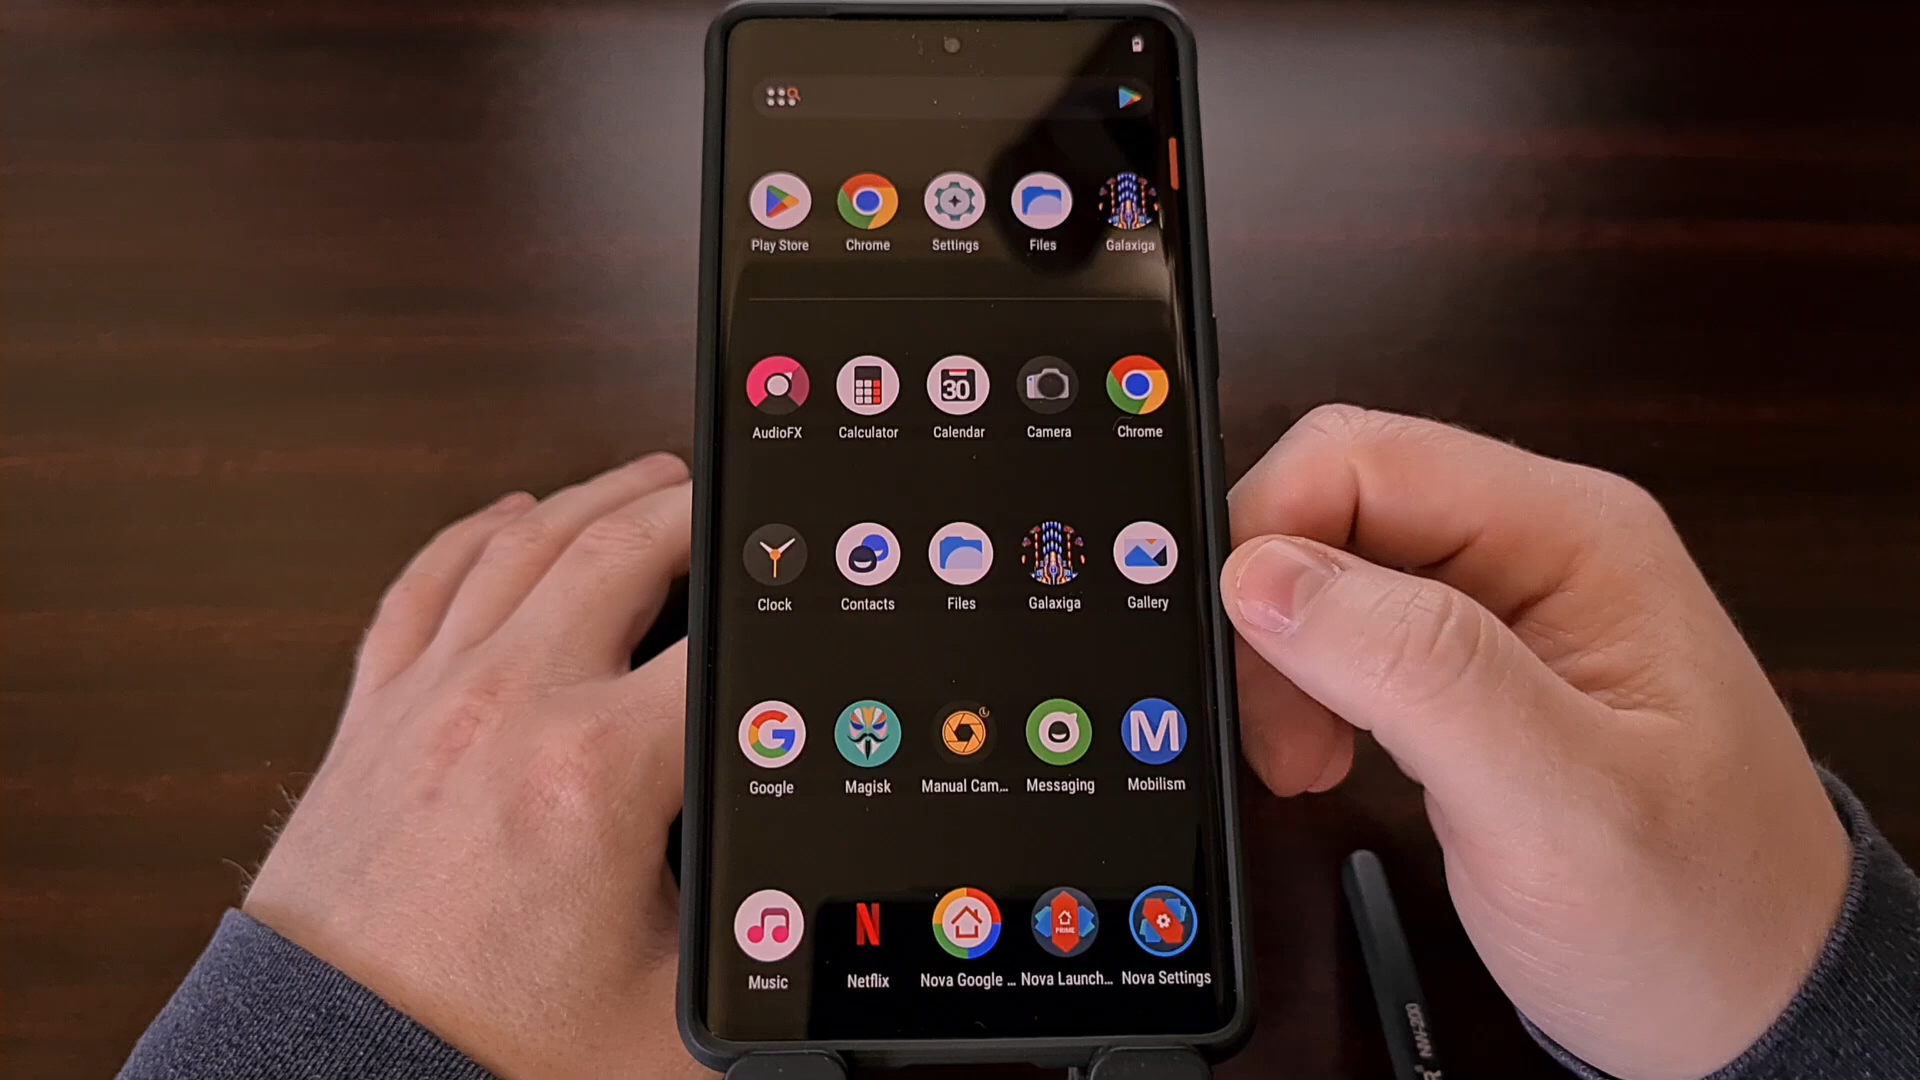 Play Store Chrome Settings Files Galaxiga
AudioFX Calculator Calendar Camera Chrome
30
Clock Contacts Files Galaxiga Gallery
G M
Google Magisk Manual Cam... Messaging Mobilism
N PRIME
Music Netflix Nova Google ... Nova Launch... Nova Settings